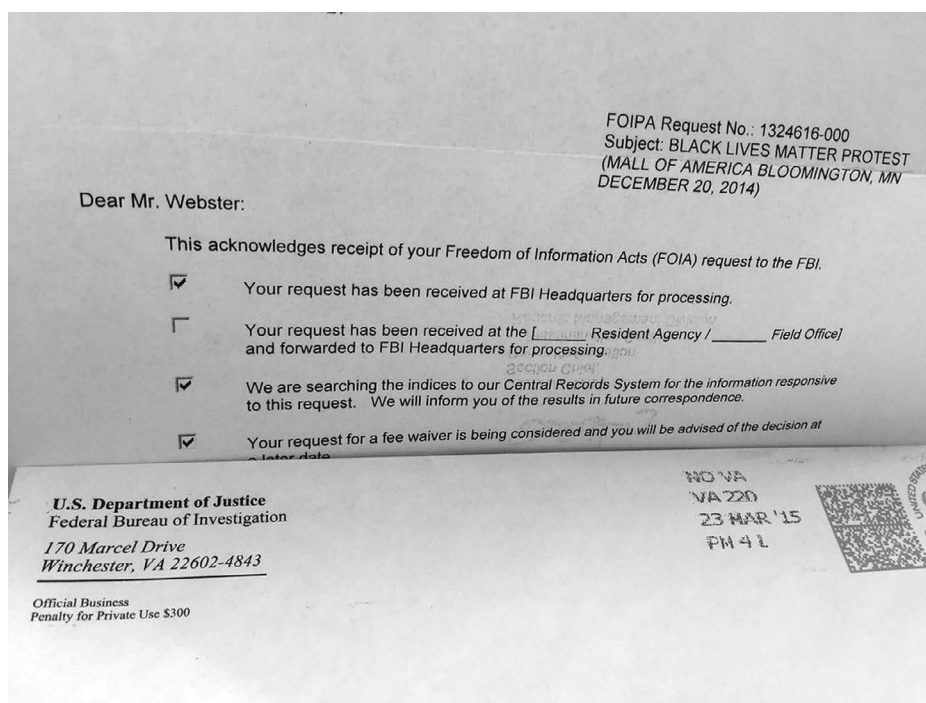 FOIPA Request No.: 1324616-000
Subject: BLACK LIVES MATTER PROTEST
(MALL OF AMERICA BLOOMINGTON, MN
DECEMBER 20, 2014)
Dear Mr. Webster:
This acknowledges receipt of your Freedom of Information Acts (FOIA) request to the FBI.
Your request has been received at FBI Headquarters for processing.
Your request has been received at the [______ Resident Agency / ______ Field Office]
and forwarded to FBI Headquarters for processing.
We are searching the indices to our Central Records System for the information responsive
to this request. We will inform you of the results in future correspondence.
Your request for a fee waiver is being considered and you will be advised of the decision at
a later date
U.S. Department of Justice
Federal Bureau of Investigation
170 Marcel Drive
Winchester, VA 22602-4843
Official Business
Penalty for Private Use $300
NO VA
VA 220
23 MAR '15
PM 4 L
UNITED STATE